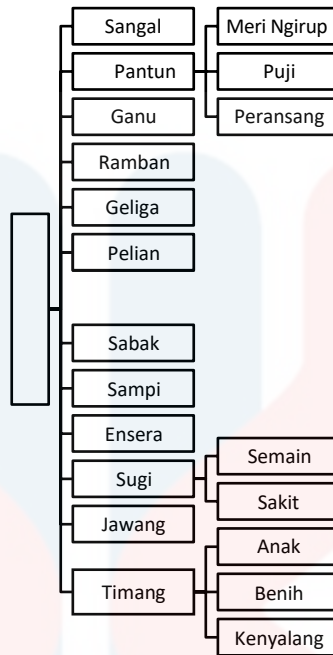 Sangal
Pantun
Meri Ngirup
Puji
Peransang
Ganu
Ramban
Geliga
Pelian
Sabak
Sampi
Ensera
Sugi
Semain
Sakit
Jawang
Timang
Anak
Benih
Kenyalang